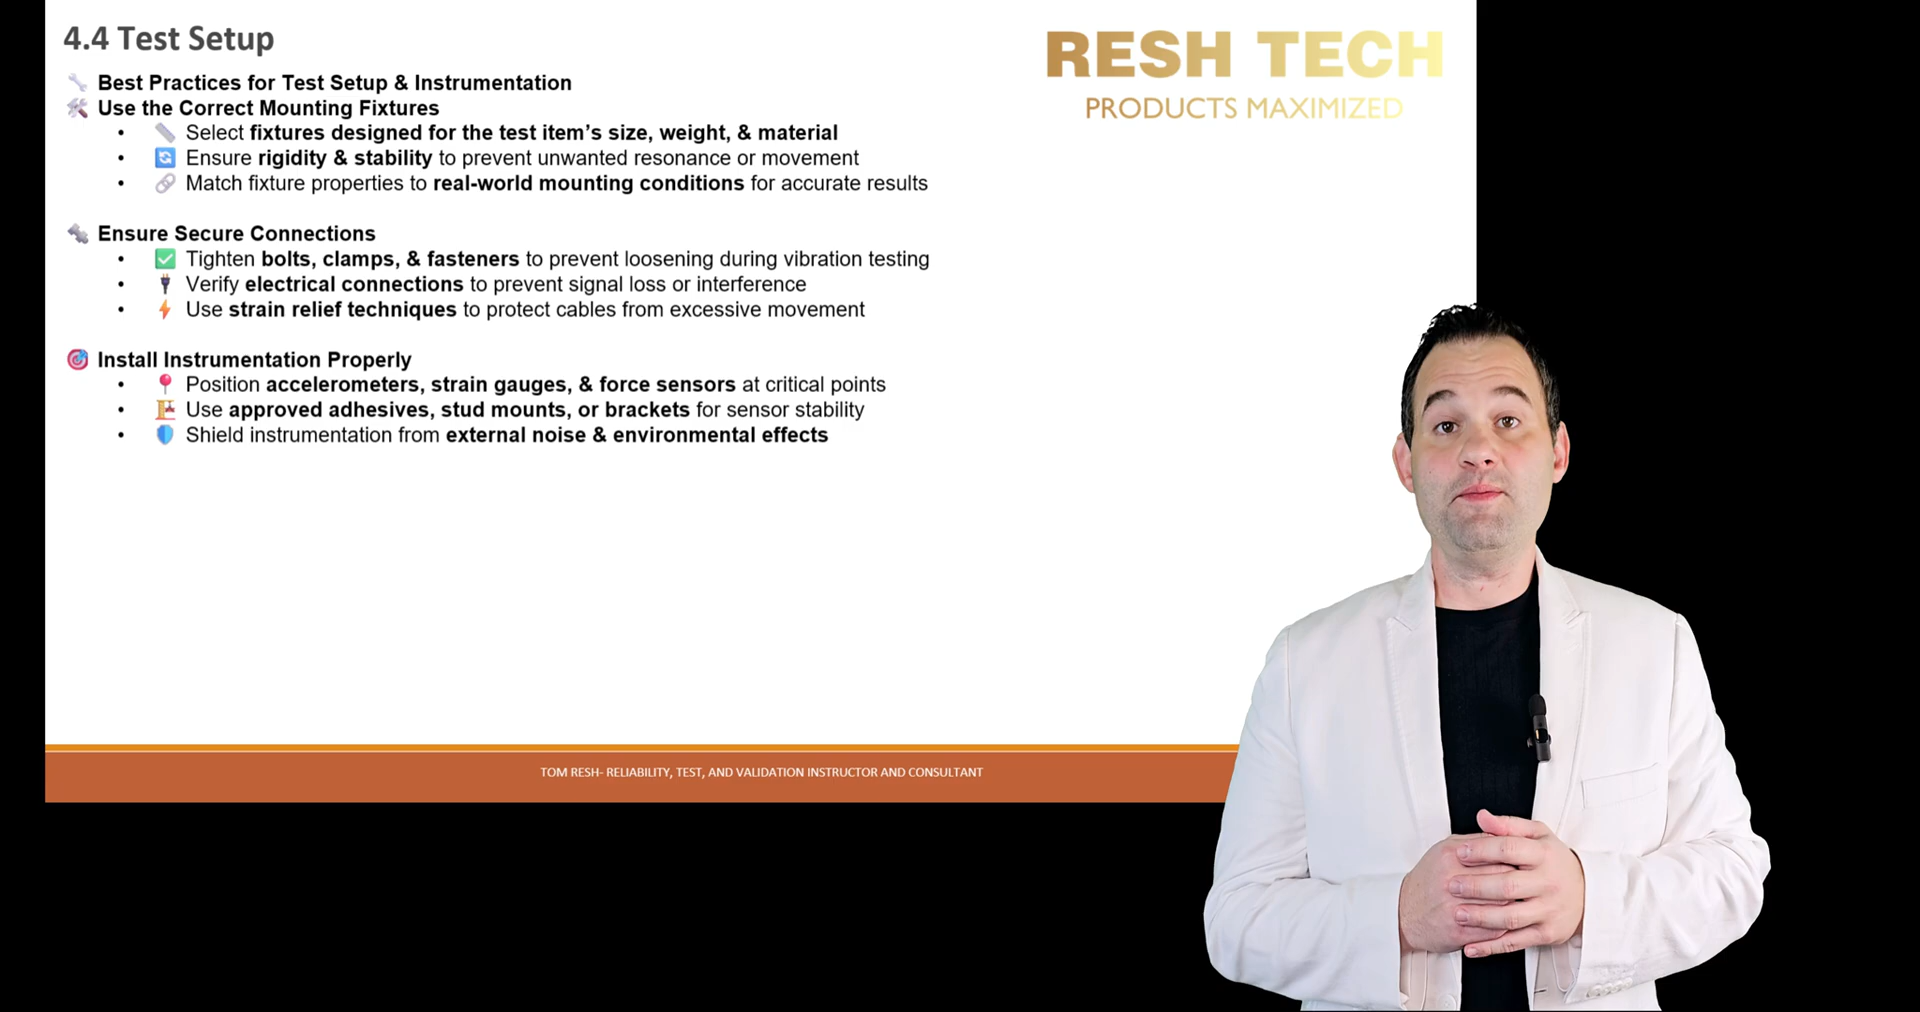 4.4 Test Setup
RESH TECH
PRODUCTS MAXIMIZED
Best Practices for Test Setup & Instrumentation
Use the Correct Mounting Fixtures
• Select fixtures designed for the test item’s size, weight, & material
• Ensure rigidity & stability to prevent unwanted resonance or movement
• Match fixture properties to real-world mounting conditions for accurate results
Ensure Secure Connections
• Tighten bolts, clamps, & fasteners to prevent loosening during vibration testing
• Verify electrical connections to prevent signal loss or interference
• Use strain relief techniques to protect cables from excessive movement
Install Instrumentation Properly
• Position accelerometers, strain gauges, & force sensors at critical points
• Use approved adhesives, stud mounts, or brackets for sensor stability
• Shield instrumentation from external noise & environmental effects
TOM RESH- RELIABILITY, TEST, AND VALIDATION INSTRUCTOR AND CONSULTANT